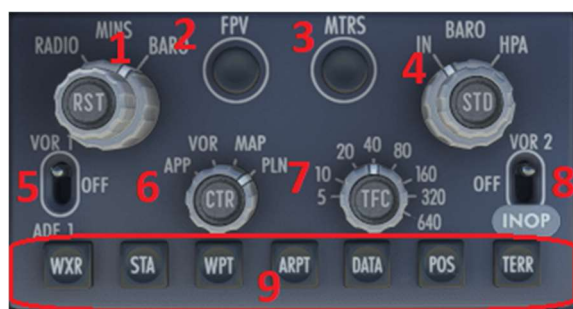 MINS
RADIO
1
BARO
RST
2
FPV
3
MTRS
BARO
IN
HPA
4
STD
VOR 1
5
OFF
ADF 1
6
APP
VOR
MAP
PLN
CTR
7
5
10
20
40
80
160
320
640
TFC
VOR 2
OFF
8
INOP
WXR
STA
WPT
ARPT
DATA
POS
TERR
9